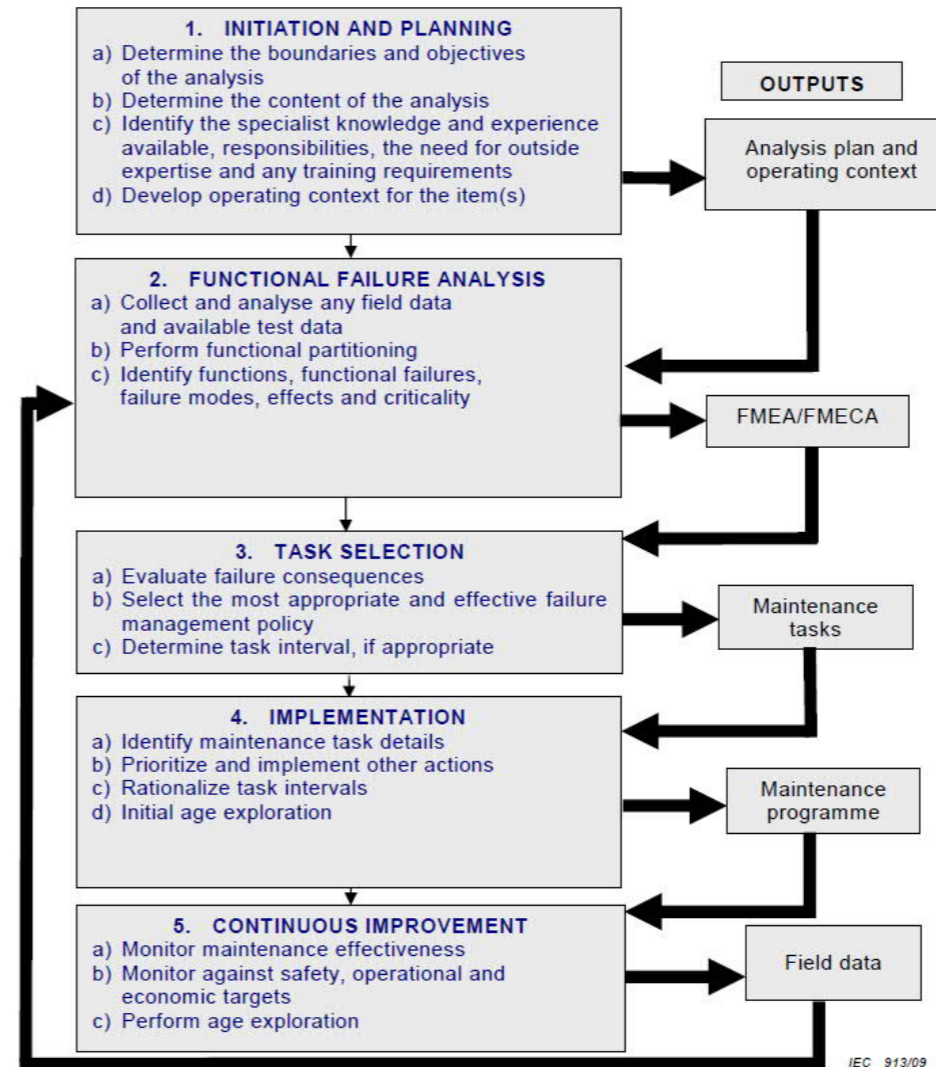 1. INITIATION AND PLANNING
a) Determine the boundaries and objectives
of the analysis
b) Determine the content of the analysis
c) Identify the specialist knowledge and experience
available, responsibilities, the need for outside
expertise and any training requirements
d) Develop operating context for the item(s)
OUTPUTS
Analysis plan and
operating context
2. FUNCTIONAL FAILURE ANALYSIS
a) Collect and analyse any field data
and available test data
b) Perform functional partitioning
c) Identify functions, functional failures,
failure modes, effects and criticality
FMEA/FMECA
3. TASK SELECTION
a) Evaluate failure consequences
b) Select the most appropriate and effective failure
management policy
c) Determine task interval, if appropriate
Maintenance
tasks
4. IMPLEMENTATION
a) Identify maintenance task details
b) Prioritize and implement other actions
c) Rationalize task intervals
d) Initial age exploration
Maintenance
programme
5. CONTINUOUS IMPROVEMENT
a) Monitor maintenance effectiveness
b) Monitor against safety, operational and
economic targets
c) Perform age exploration
Field data
IEC 913/09